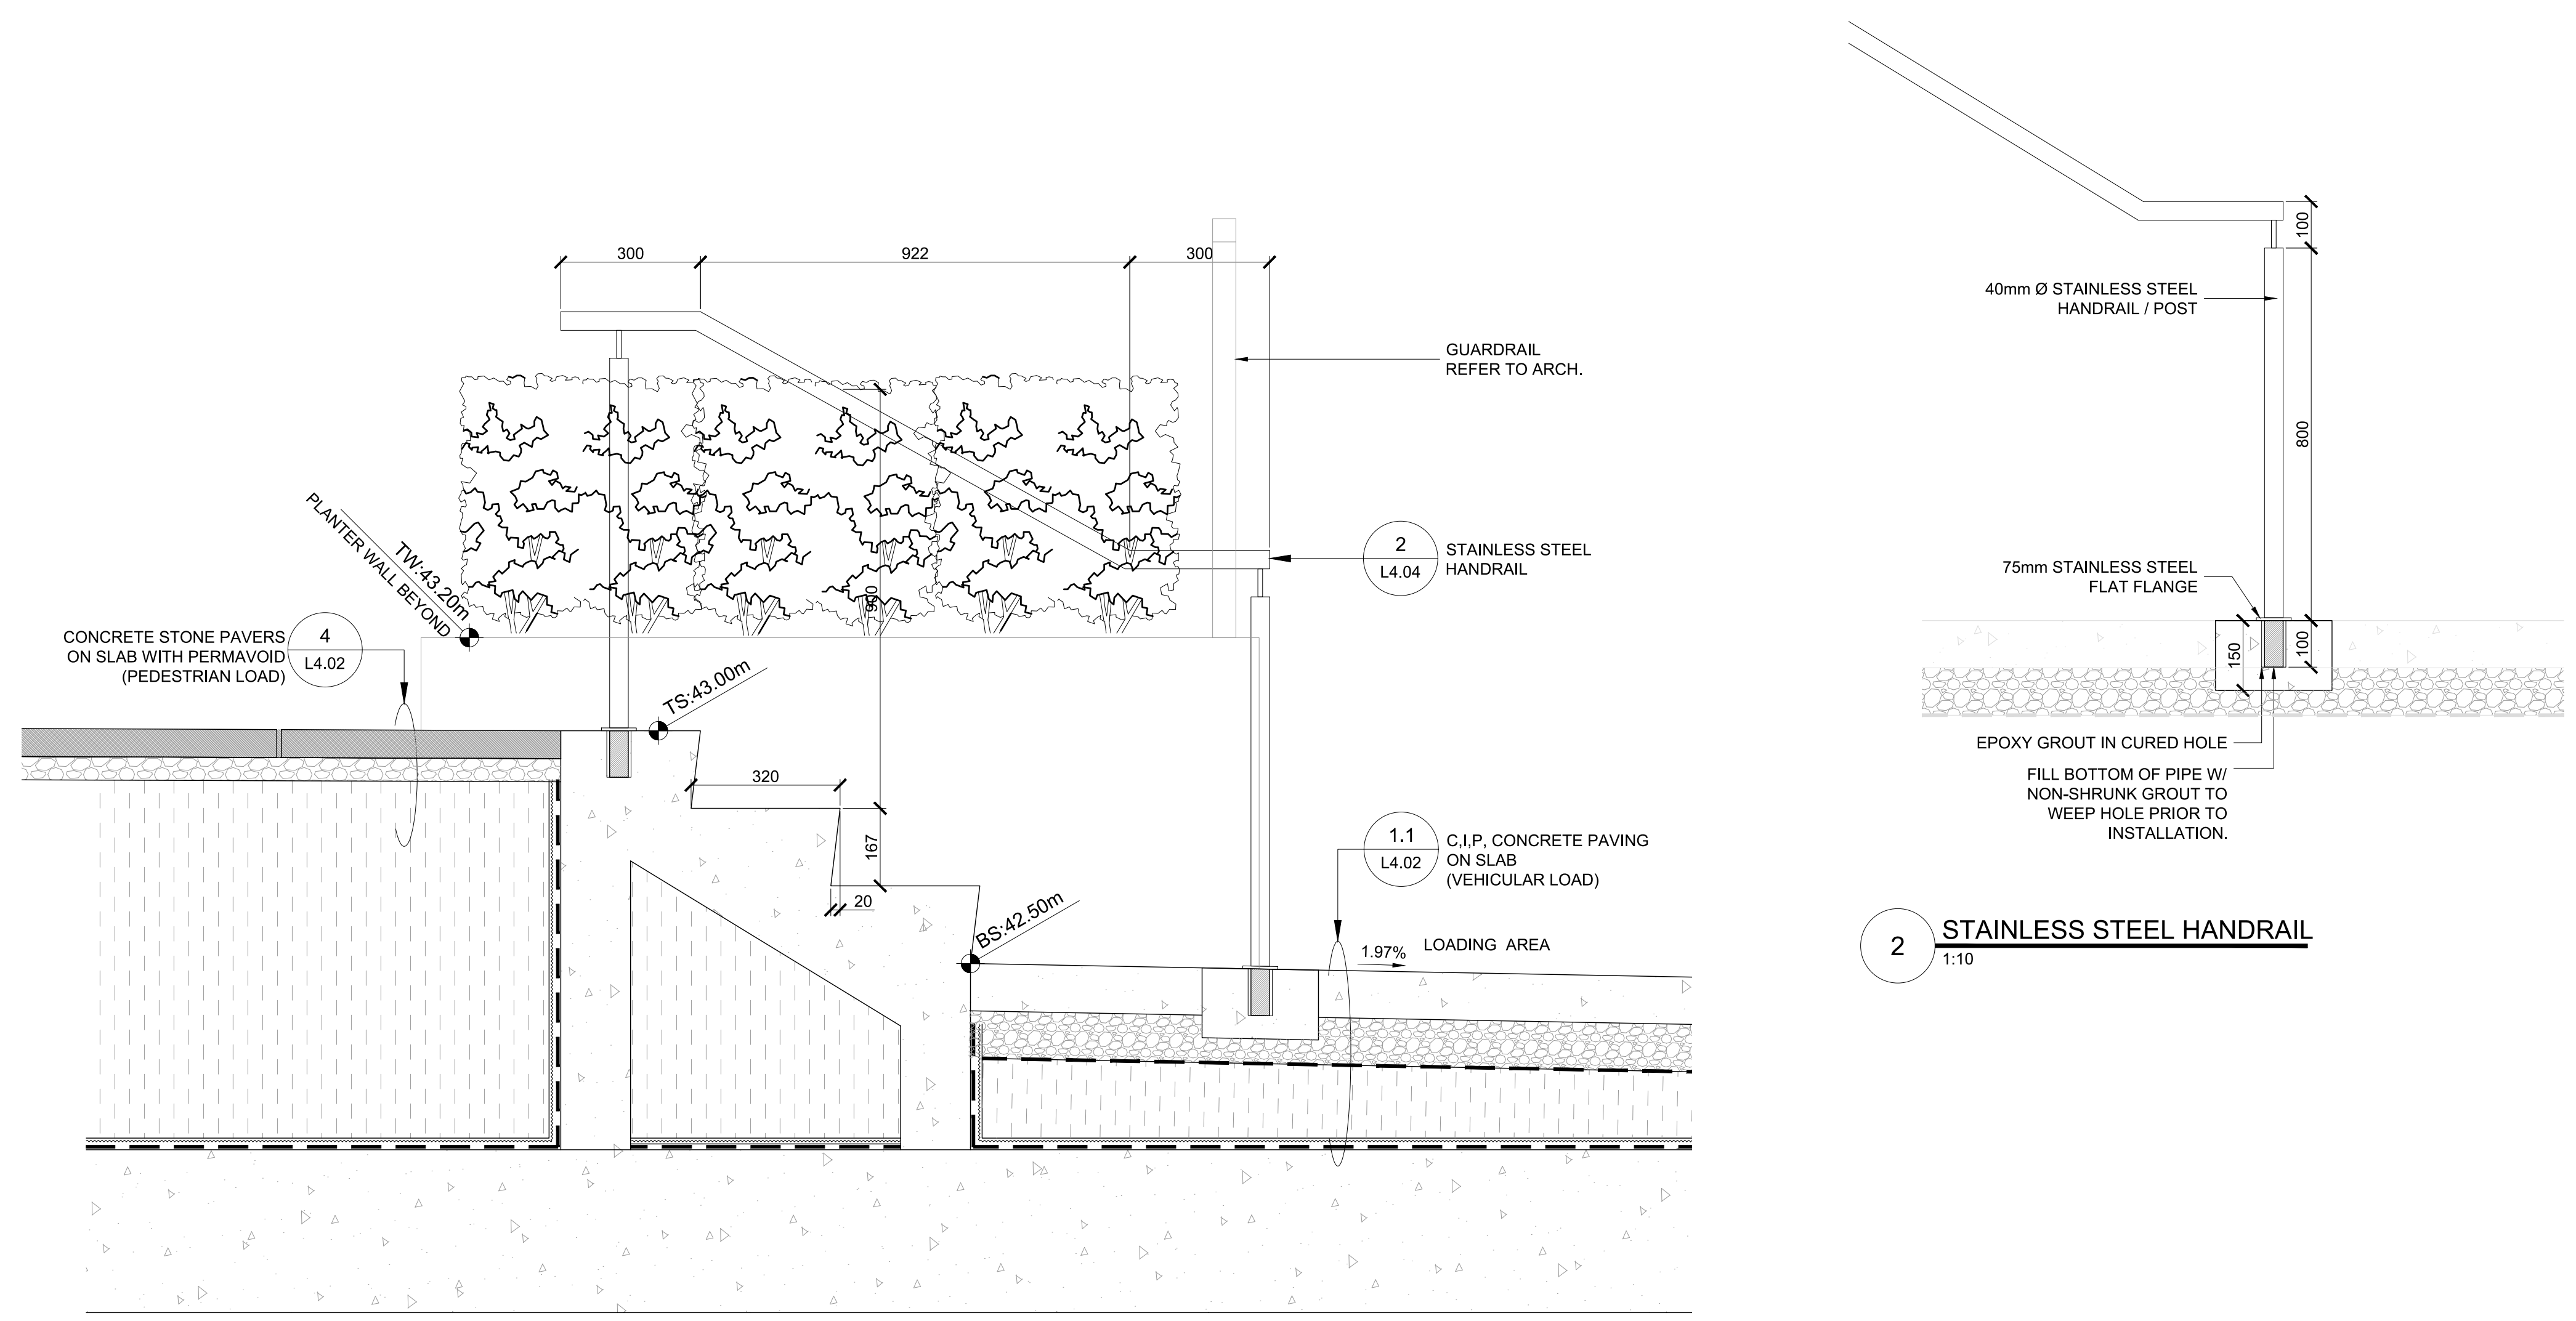 300
922
300
GUARDRAIL
REFER TO ARCH.
2
L4.04
STAINLESS STEEL
HANDRAIL
900
TW:43.20m
PLANTER WALL BEYOND
CONCRETE STONE PAVERS
ON SLAB WITH PERMAVOID
(PEDESTRIAN LOAD)
4
L4.02
TS:43.00m
320
167
20
BS:42.50m
1.1
L4.02
C,I,P, CONCRETE PAVING
ON SLAB
(VEHICULAR LOAD)
1.97%
LOADING AREA
100
40mm Ø STAINLESS STEEL
HANDRAIL / POST
800
75mm STAINLESS STEEL
FLAT FLANGE
150
100
EPOXY GROUT IN CURED HOLE
FILL BOTTOM OF PIPE W/
NON-SHRUNK GROUT TO
WEEP HOLE PRIOR TO
INSTALLATION.
2
STAINLESS STEEL HANDRAIL
1:10